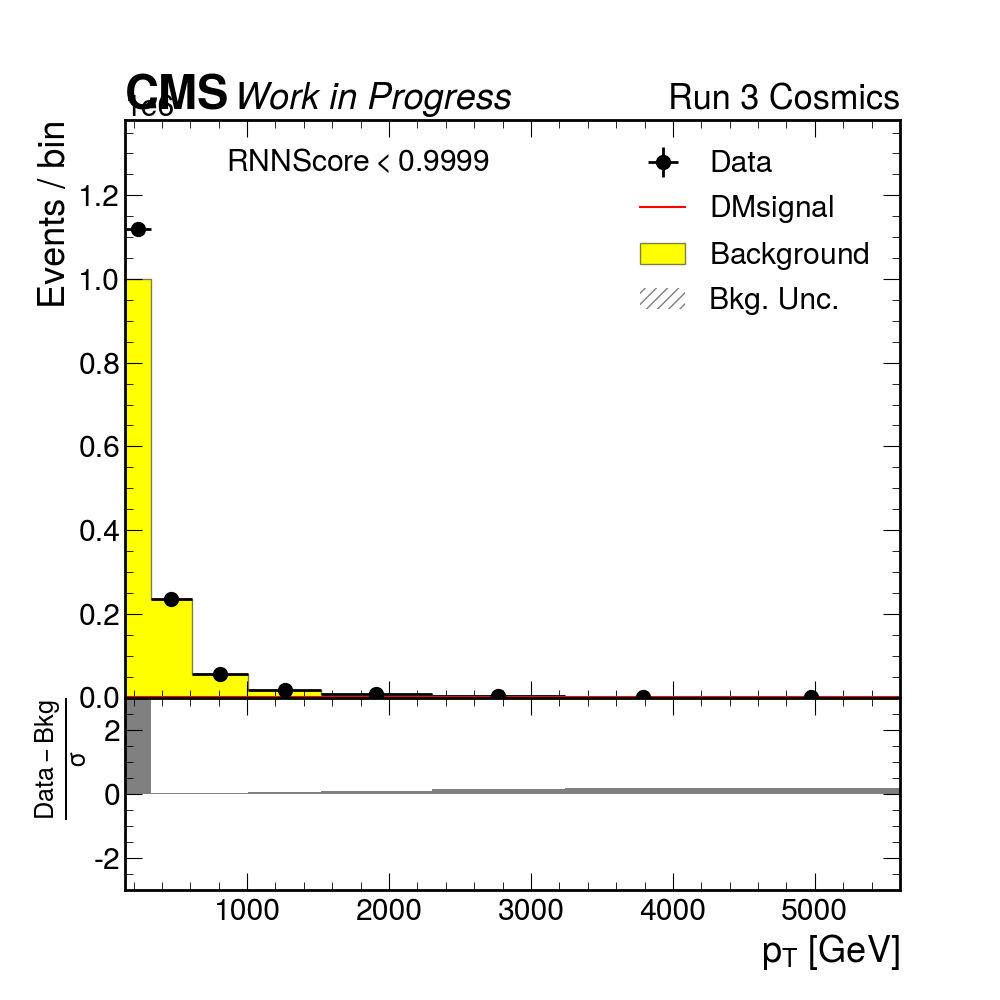 CMS Work in Progress
Run 3 Cosmics
1e6
Events / bin
RNNScore < 0.9999
Data
DMsignal
Background
Bkg. Unc.
1.2
1.0
0.8
0.6
0.4
0.2
0.0
Data – Bkg
σ
2
0
-2
1000 2000 3000 4000 5000
pT [GeV]